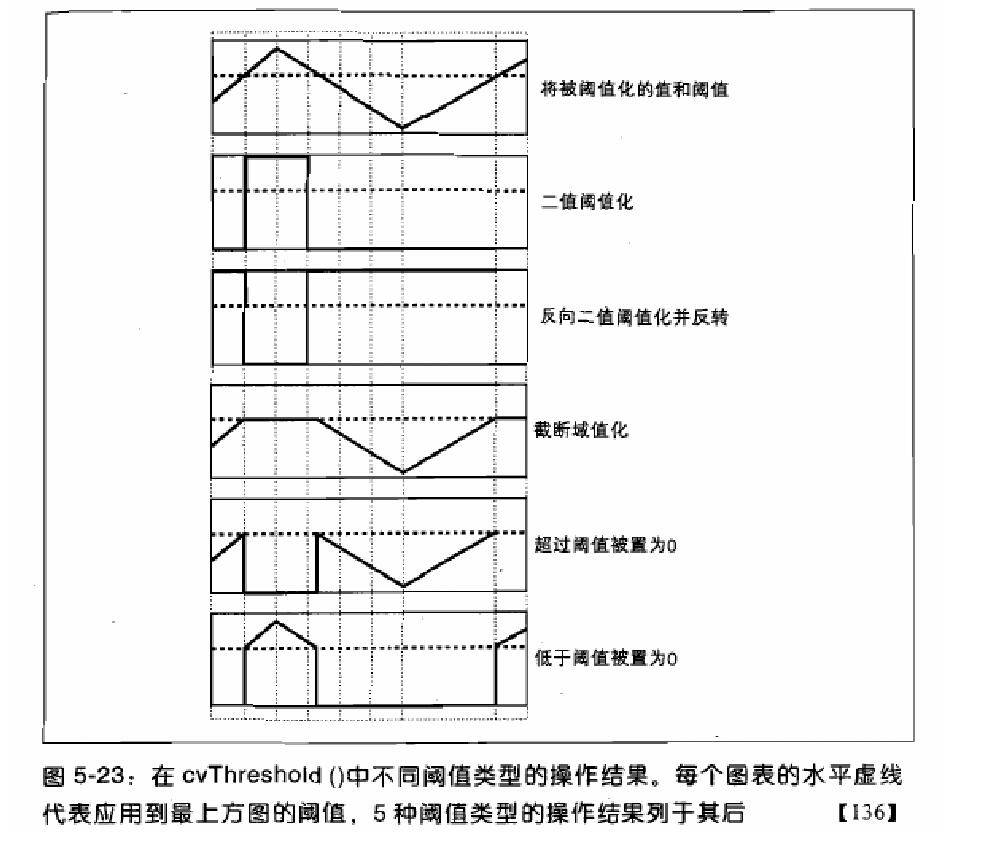 将被阈值化的值和阈值
二值阈值化
反向二值阈值化并反转
截断域值化
超过阈值被置为0
低于阈值被置为0
图 5-23：在 cvThreshold ()中不同阈值类型的操作结果。每个图表的水平虚线
代表应用到最上方图的阈值，5 种阈值类型的操作结果列于其后 【136】